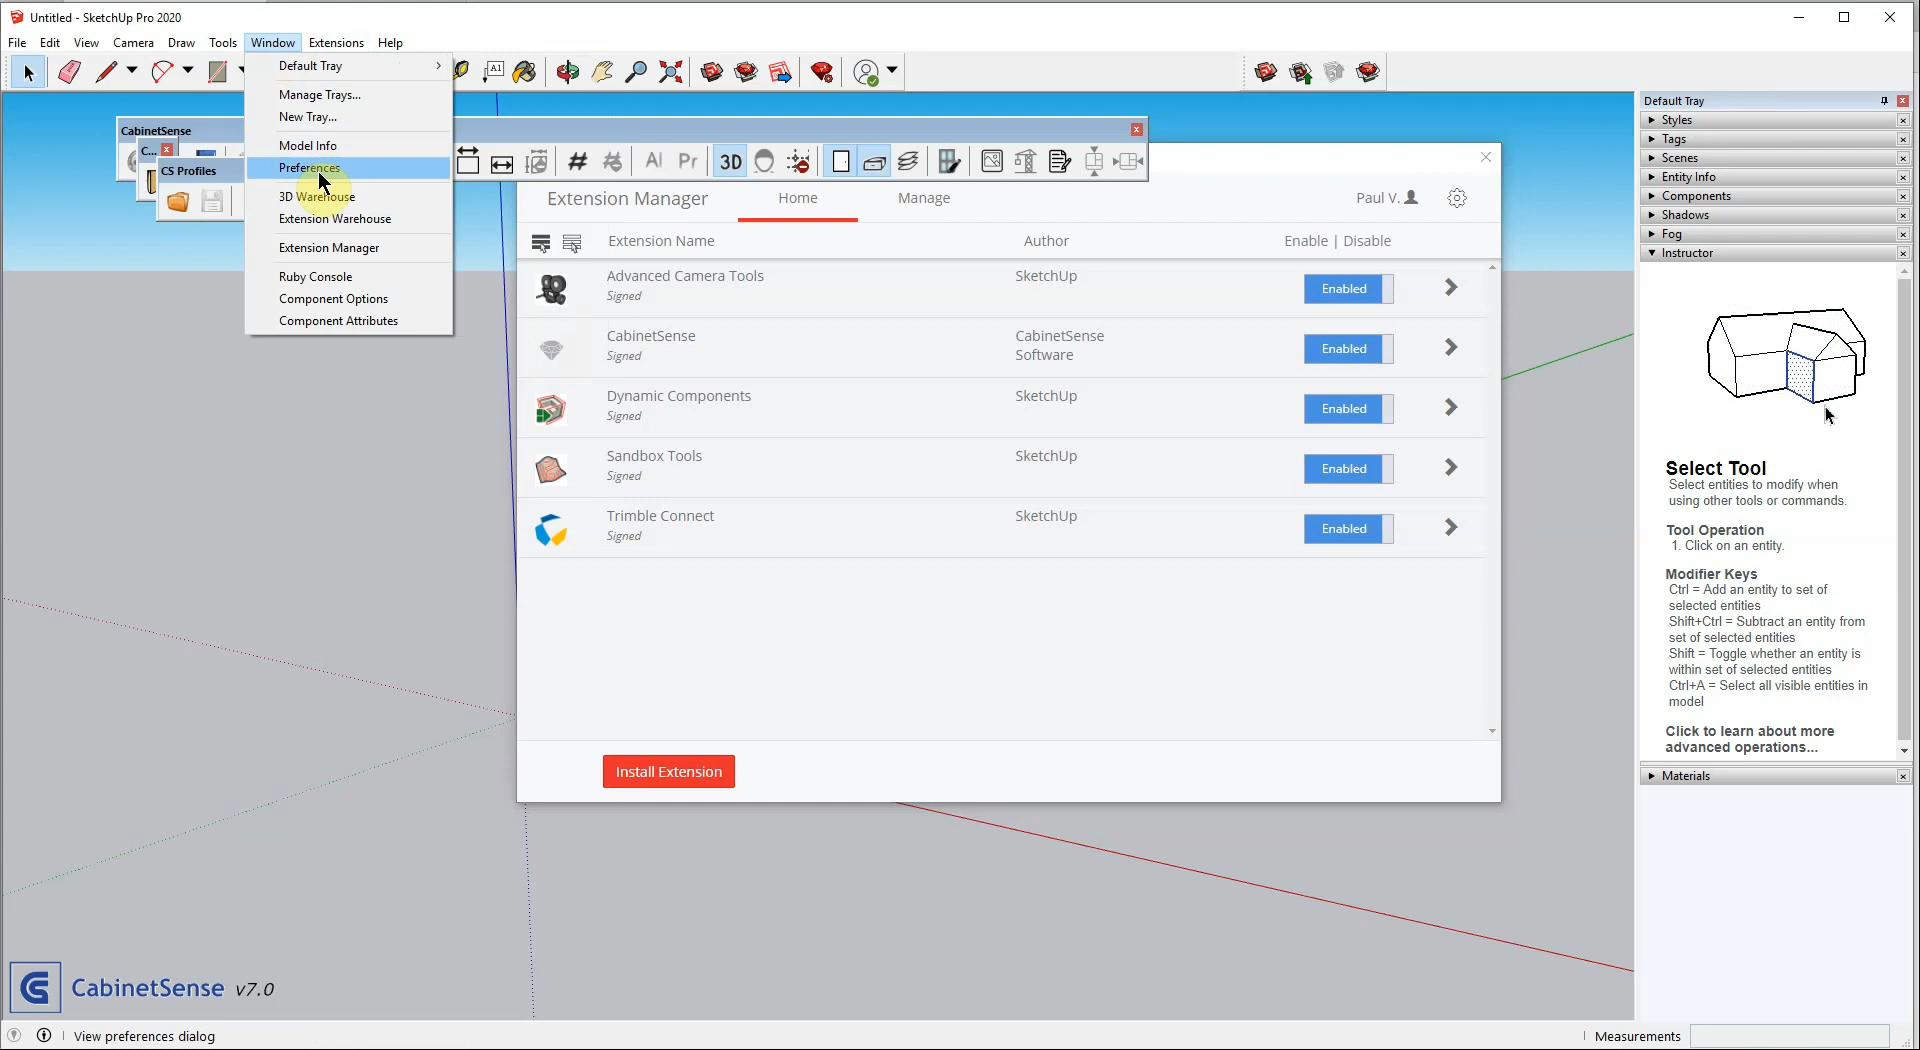 Untitled - SketchUp Pro 2020
File Edit View Camera Draw Tools Window Extensions Help
A1
Default Tray
Manage Trays...
New Tray...
Model Info
Preferences
3D Warehouse
Extension Warehouse
Extension Manager
Ruby Console
Component Options
Component Attributes
CabinetSense
C...
CS Profiles
# AI Pr 3D
Extension Manager Home Manage Paul V.
Extension Name Author Enable | Disable
Advanced Camera Tools SketchUp
Signed Enabled
CabinetSense CabinetSense
Signed Software Enabled
Dynamic Components SketchUp
Signed Enabled
Sandbox Tools SketchUp
Signed Enabled
Trimble Connect SketchUp
Signed Enabled
Install Extension
Default Tray
Styles
Tags
Scenes
Entity Info
Components
Shadows
Fog
Instructor
Select Tool
Select entities to modify when
using other tools or commands.
Tool Operation
1. Click on an entity.
Modifier Keys
Ctrl = Add an entity to set of
selected entities
Shift+Ctrl = Subtract an entity from
set of selected entities
Shift = Toggle whether an entity is
within set of selected entities
Ctrl+A = Select all visible entities in
model
Click to learn about more
advanced operations...
Materials
CabinetSense v7.0
View preferences dialog
Measurements